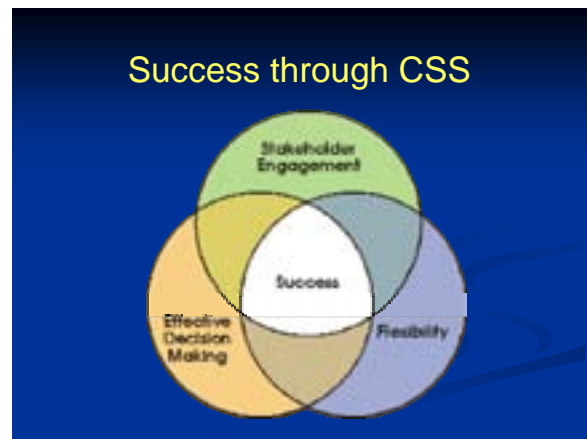 Success through CSS
Stakeholder
Engagement
Success
Effective
Decision
Making
Flexibility